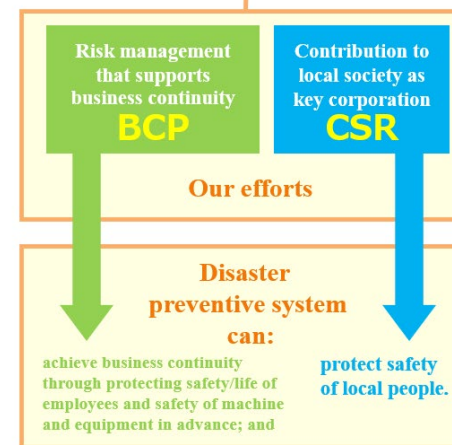 Risk management
that supports
business continuity
BCP
Contribution to
local society as
key corporation
CSR
Our efforts
Disaster
preventive system
can:
achieve business continuity
through protecting safety/life of
employees and safety of machine
and equipment in advance; and
protect safety
of local people.